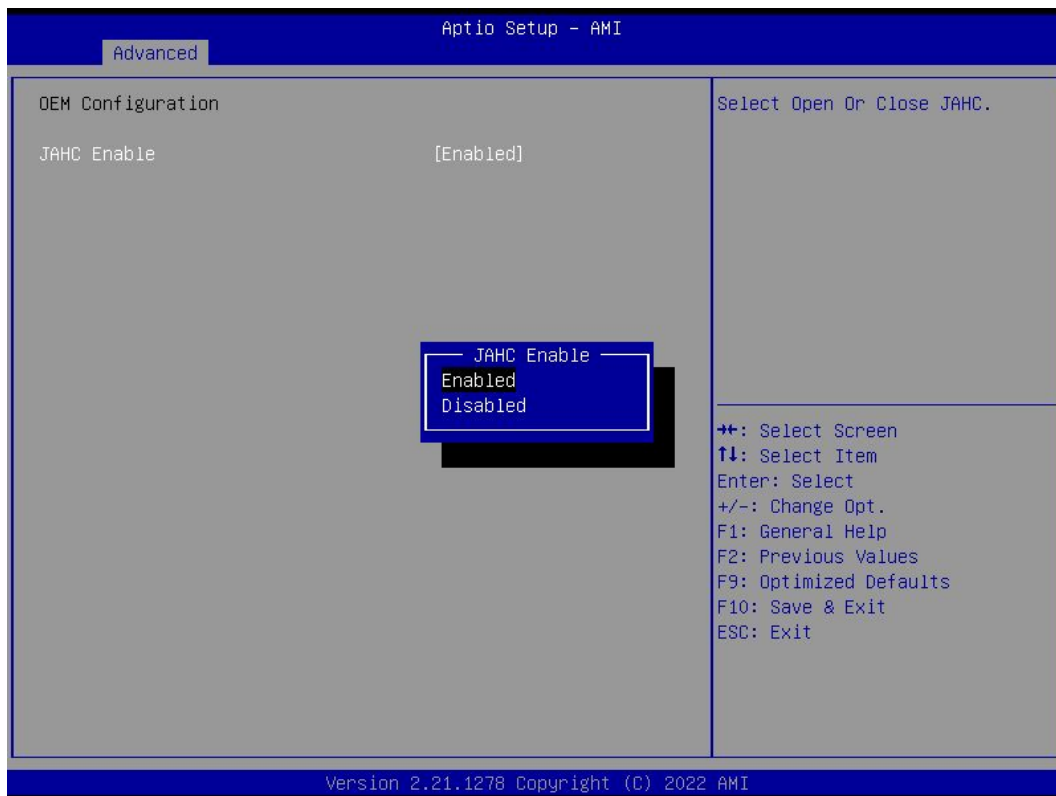 Aptio Setup – AMI
Advanced
OEM Configuration
Select Open Or Close JAHC.
JAHC Enable [Enabled]
JAHC Enable
Enabled
Disabled
→←: Select Screen
↑↓: Select Item
Enter: Select
+/-: Change Opt.
F1: General Help
F2: Previous Values
F9: Optimized Defaults
F10: Save & Exit
ESC: Exit
Version 2.21.1278 Copyright (C) 2022 AMI